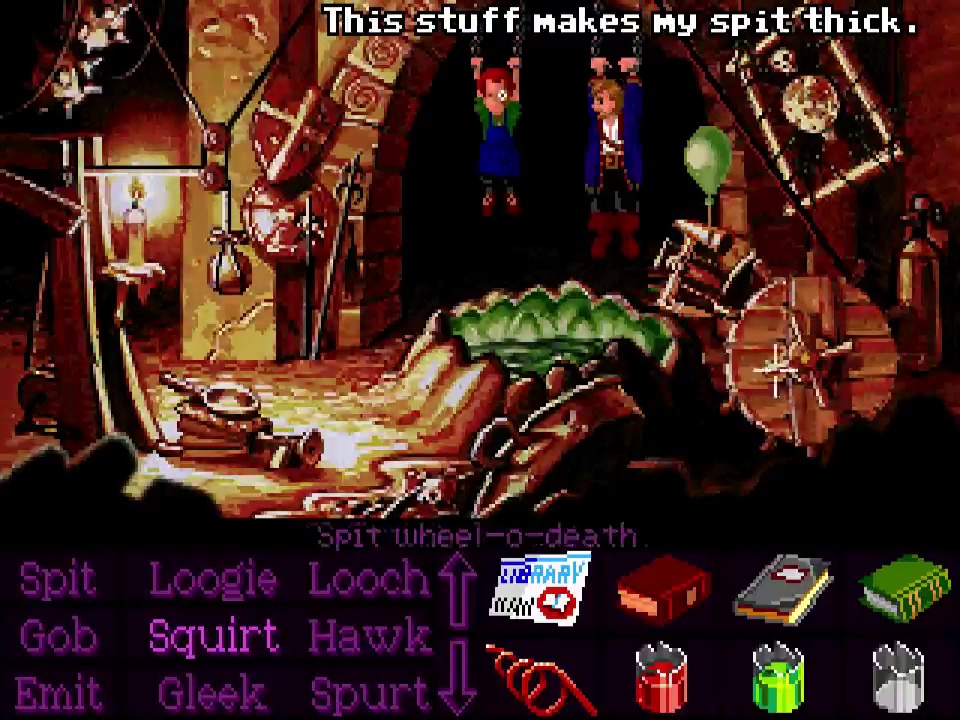 This stuff makes my spit thick.
Spit wheel-o-death
Spit Loogie Looch
Gob Squirt Hawk
Emit Gleek Spurt
LIBRARY